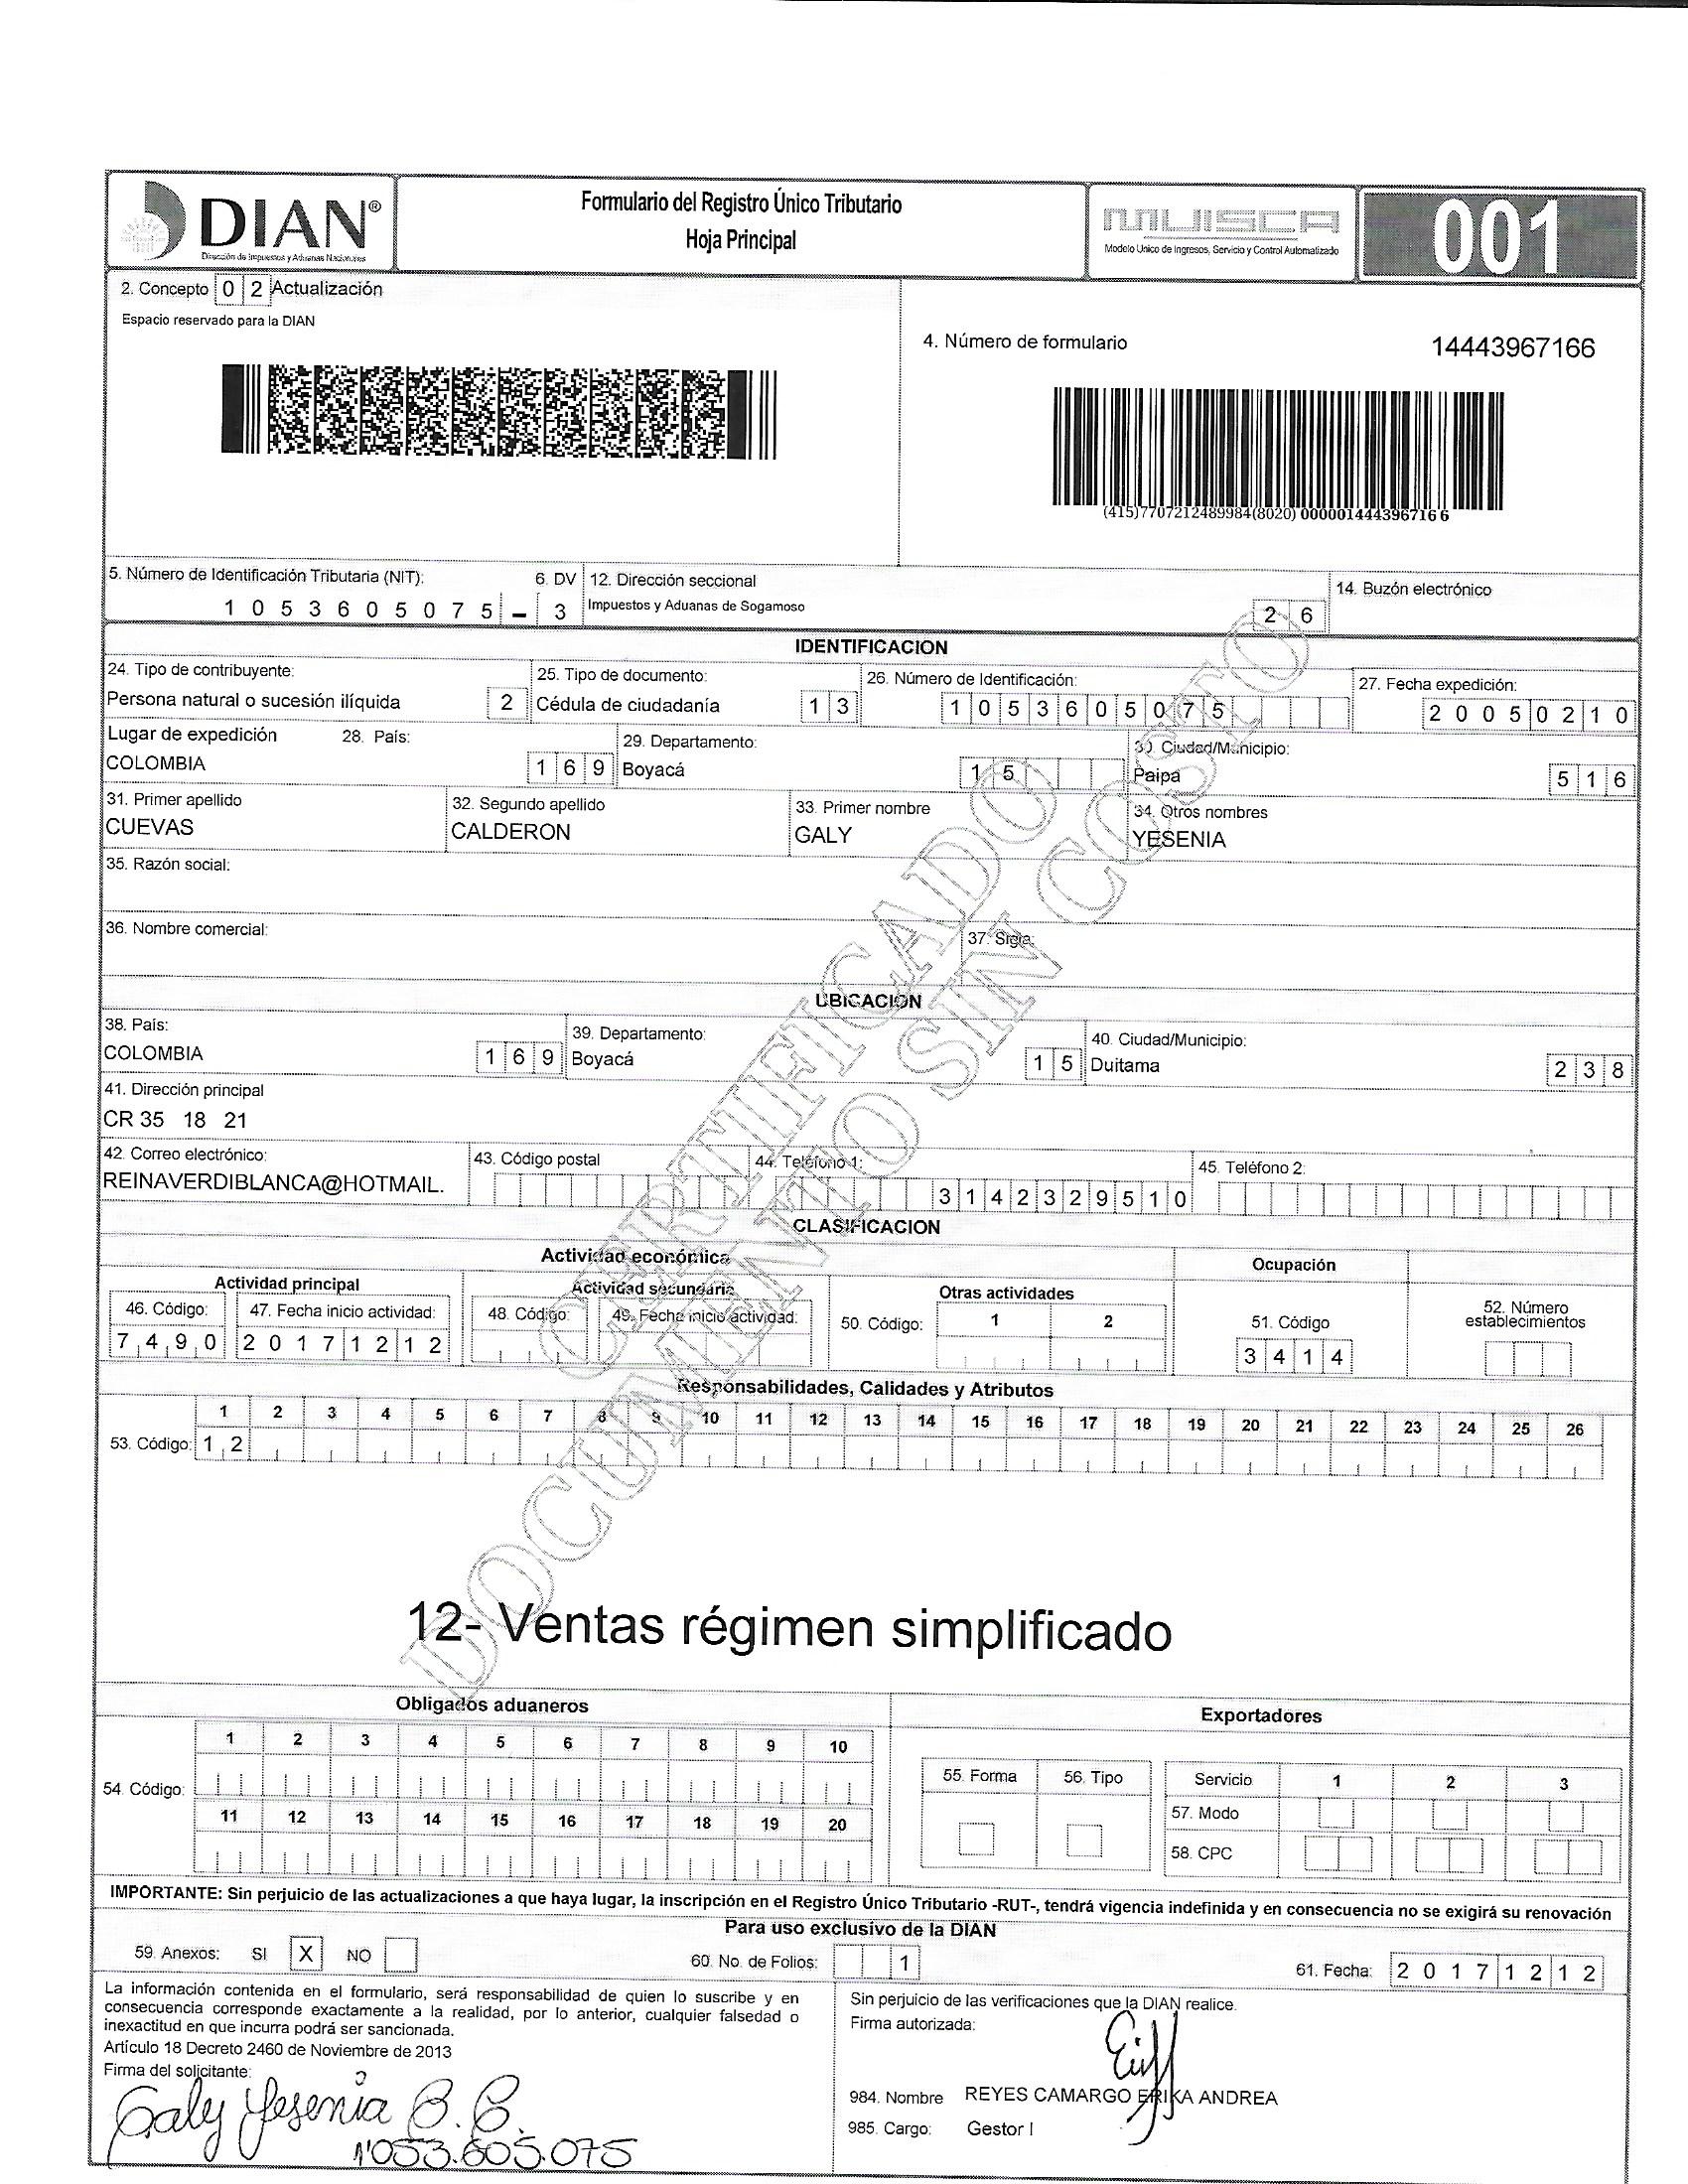 DIAN®
Dirección de Impuestos y Aduanas Nacionales
Formulario del Registro Único Tributario
Hoja Principal
MUISCA
Modelo Unico de Ingresos, Servicio y Control Automatizado
001
2. Concepto 0 2 Actualización
Espacio reservado para la DIAN
4. Número de formulario 14443967166
(415)7707212489984(8020) 0000014443967166
5. Número de Identificación Tributaria (NIT): 6. DV 12. Dirección seccional 14. Buzón electrónico
1 0 5 3 6 0 5 0 7 5 - 3 Impuestos y Aduanas de Sogamoso 2 6
IDENTIFICACION
24. Tipo de contribuyente: 25. Tipo de documento: 26. Número de Identificación: 27. Fecha expedición:
Persona natural o sucesión ilíquida 2 Cédula de ciudadanía 1 3 1 0 5 3 6 0 5 0 7 5 2 0 0 5 0 2 1 0
Lugar de expedición 28. País: 29. Departamento: 30. Ciudad/Municipio:
COLOMBIA 1 6 9 Boyacá 1 5 Paipa 5 1 6
31. Primer apellido 32. Segundo apellido 33. Primer nombre 34. Otros nombres
CUEVAS CALDERON GALY YESENIA
35. Razón social:
36. Nombre comercial: 37. Sigla:
UBICACION
38. País: 39. Departamento: 40. Ciudad/Municipio:
COLOMBIA 1 6 9 Boyacá 1 5 Duitama 2 3 8
41. Dirección principal
CR 35 18 21
42. Correo electrónico: 43. Código postal 44. Teléfono 1: 45. Teléfono 2:
REINAVERDIBLANCA@HOTMAIL. 3 1 4 2 3 2 9 5 1 0
CLASIFICACION
Actividad económica Ocupación
Actividad principal Actividad secundaria Otras actividades
46. Código: 47. Fecha inicio actividad: 48. Código: 49. Fecha inicio actividad: 50. Código: 1 2 51. Código 52. Número establecimientos
7 4 9 0 2 0 1 7 1 2 1 2 3 4 1 4
Responsabilidades, Calidades y Atributos
1 2 3 4 5 6 7 8 9 10 11 12 13 14 15 16 17 18 19 20 21 22 23 24 25 26
53. Código: 1 2
12- Ventas régimen simplificado
CERTIFICADO
DOCUMENTO SIN COSTO
Obligados aduaneros Exportadores
1 2 3 4 5 6 7 8 9 10
54. Código:
11 12 13 14 15 16 17 18 19 20
55. Forma 56. Tipo Servicio 1 2 3
57. Modo
58. CPC
IMPORTANTE: Sin perjuicio de las actualizaciones a que haya lugar, la inscripción en el Registro Único Tributario -RUT-, tendrá vigencia indefinida y en consecuencia no se exigirá su renovación
Para uso exclusivo de la DIAN
59. Anexos: SI X NO 60. No. de Folios: 1 61. Fecha: 2 0 1 7 1 2 1 2
La información contenida en el formulario, será responsabilidad de quien lo suscribe y en
consecuencia corresponde exactamente a la realidad, por lo anterior, cualquier falsedad o
inexactitud en que incurra podrá ser sancionada.
Artículo 18 Decreto 2460 de Noviembre de 2013
Firma del solicitante:
Galy Yesenia C. C.
1'053.605.075
Sin perjuicio de las verificaciones que la DIAN realice.
Firma autorizada:
984. Nombre REYES CAMARGO ERIKA ANDREA
985. Cargo: Gestor I